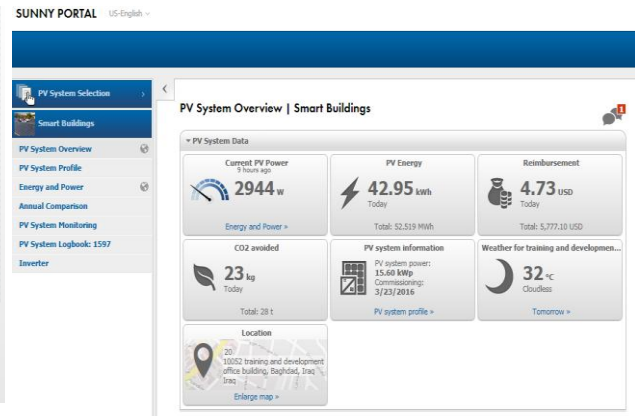 SUNNY PORTAL US-English
PV System Selection
Smart Buildings
PV System Overview
PV System Profile
Energy and Power
Annual Comparison
PV System Monitoring
PV System Logbook: 1597
Inverter
PV System Overview | Smart Buildings
1
PV System Data
Current PV Power
9 hours ago
2944 W
Energy and Power »
PV Energy
42.95 kWh
Today
Total: 52.519 MWh
Reimbursement
4.73 USD
Today
Total: 5,777.10 USD
CO2 avoided
23 kg
Today
Total: 28 t
PV system information
PV system power:
15.60 kWp
Commissioning:
3/23/2016
PV system profile »
Weather for training and developmen...
32 °C
Cloudless
Tomorrow »
Location
20
10052 training and development
office building, Baghdad, Iraq
Iraq
Enlarge map »